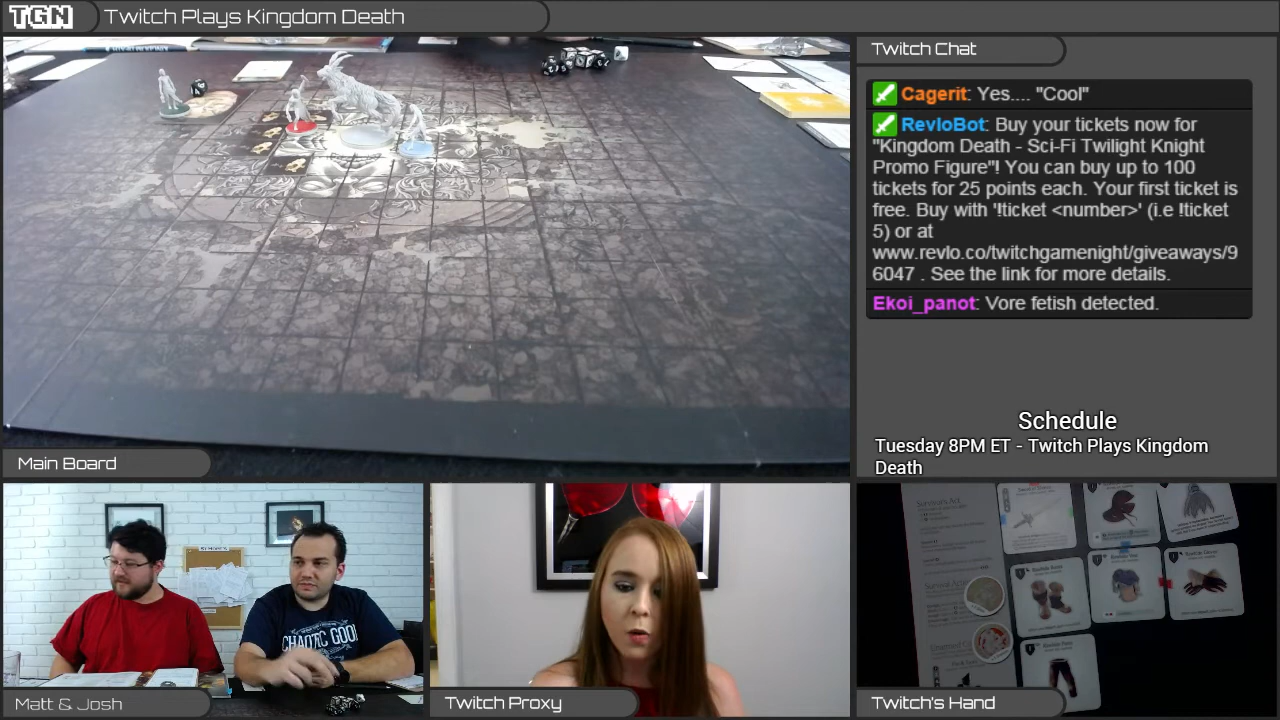 TGN Twitch Plays Kingdom Death
Twitch Chat
Cagerit: Yes.... "Cool"
RevloBot: Buy your tickets now for
"Kingdom Death - Sci-Fi Twilight Knight
Promo Figure"! You can buy up to 100
tickets for 25 points each. Your first ticket is
free. Buy with '!ticket <number>' (i.e !ticket
5) or at
www.revlo.co/twitchgamenight/giveaways/9
6047 . See the link for more details.
Ekoi_panot: Vore fetish detected.
Schedule
Tuesday 8PM ET - Twitch Plays Kingdom
Death
Main Board
CHAOTIC GOOD
Matt & Josh
Twitch Proxy
Twitch's Hand